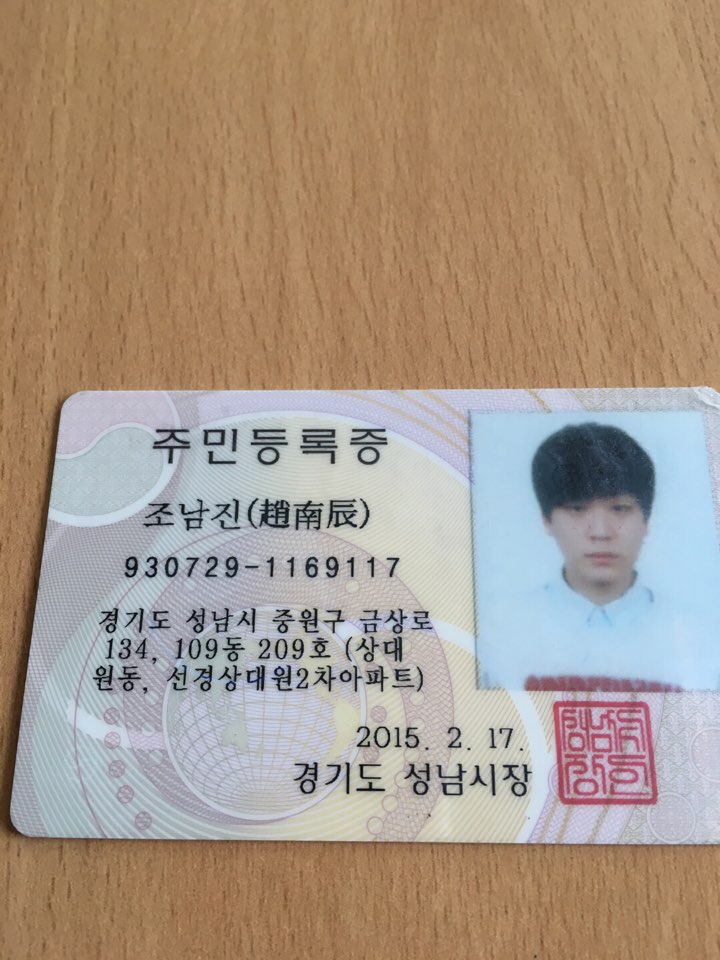 주민등록증
조남진(趙南辰)
930729-1169117
경기도 성남시 중원구 금상로
134, 109동 209호 (상대
원동, 선경상대원2차아파트)
2015. 2. 17.
경기도 성남시장